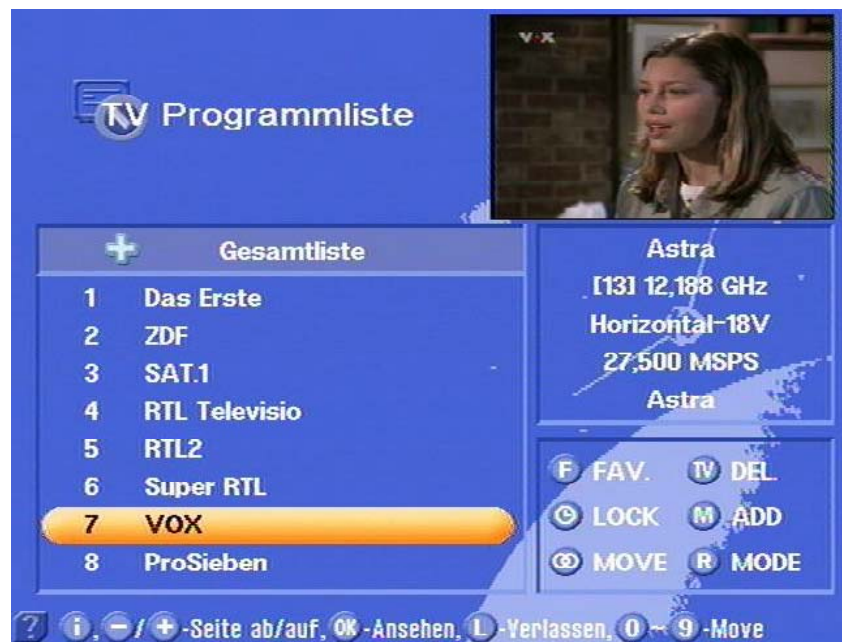 VOX
TV Programmliste
Gesamtliste
1 Das Erste
2 ZDF
3 SAT.1
4 RTL Televisio
5 RTL2
6 Super RTL
7 VOX
8 ProSieben
Astra
[13] 12,188 GHz
Horizontal-18V
27,500 MSPS
Astra
F FAV. TV DEL.
LOCK M ADD
MOVE R MODE
? i, -/+ -Seite ab/auf, OK -Ansehen, L -Verlassen, 0 ~ 9 -Move